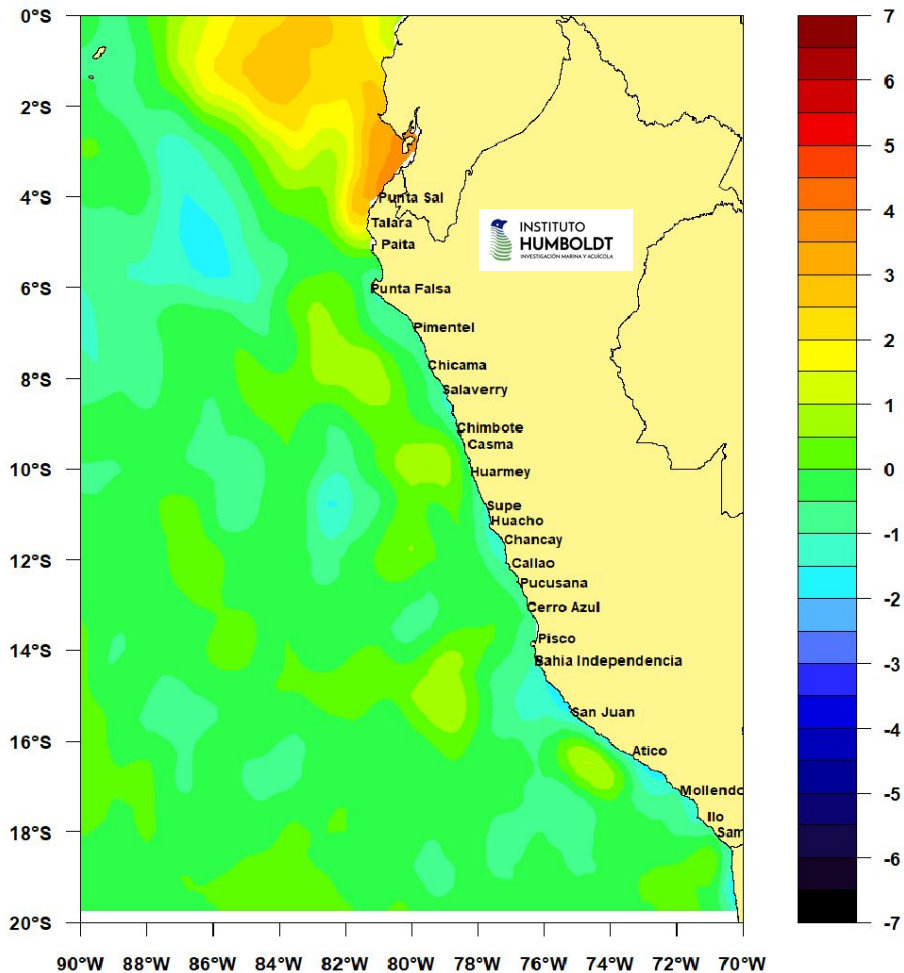 0°S
2°S
4°S
6°S
8°S
10°S
12°S
14°S
16°S
18°S
20°S
90°W
88°W
86°W
84°W
82°W
80°W
78°W
76°W
74°W
72°W
70°W
Punta Sal
Talara
Paita
Punta Falsa
Pimentel
Chicama
Salaverry
Chimbote
Casma
Huarmey
Supe
Huacho
Chancay
Callao
Pucusana
Cerro Azul
Pisco
Bahia Independencia
San Juan
Atico
Mollendo
Ilo
Sam
INSTITUTO
HUMBOLDT
INVESTIGACIÓN MARINA Y ACUÍCOLA
7
6
5
4
3
2
1
0
-1
-2
-3
-4
-5
-6
-7